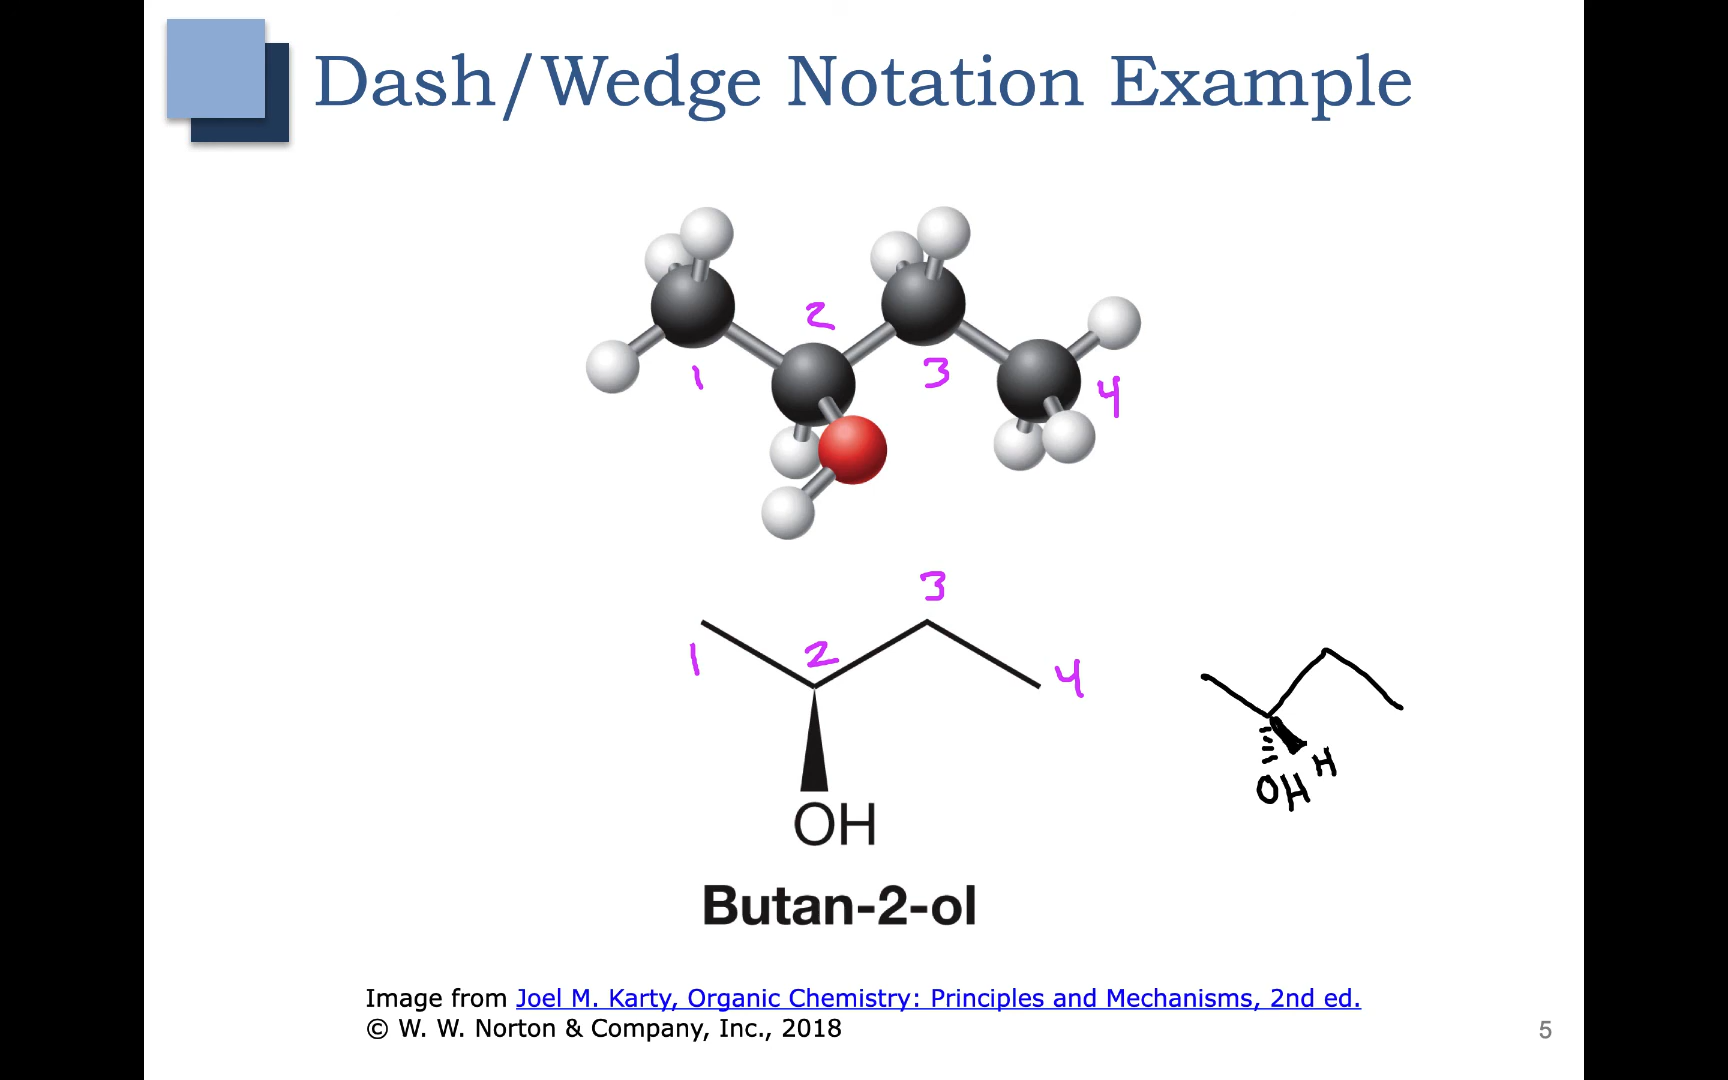 Dash/Wedge Notation Example
2
1
3
4
3
1
2
4
H
OH
OH
Butan-2-ol
Image from Joel M. Karty, Organic Chemistry: Principles and Mechanisms, 2nd ed.
© W. W. Norton & Company, Inc., 2018
5